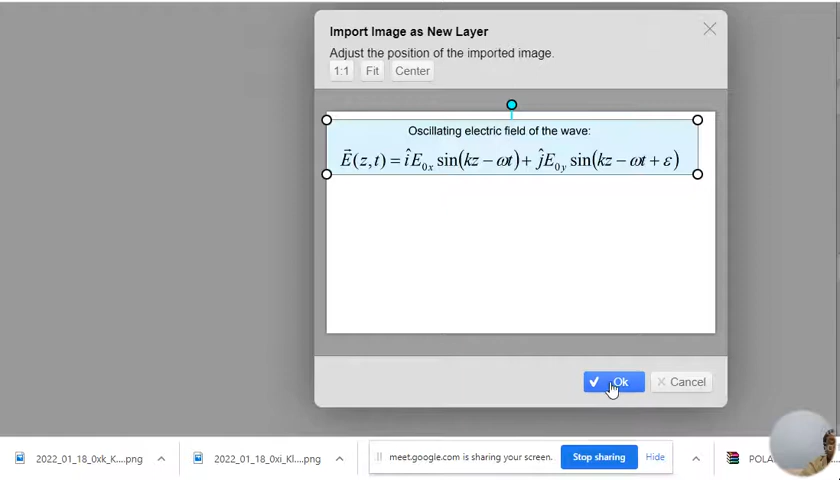 Import Image as New Layer
Adjust the position of the imported image.
1:1 Fit Center
Oscillating electric field of the wave:
E⃗(z,t) = îE₀ₓ sin(kz − ωt) + ĵE₀ᵧ sin(kz − ωt + ε)
Ok Cancel
2022_01_18_0xk_K....png 2022_01_18_0xi_Kl....png meet.google.com is sharing your screen. Stop sharing Hide